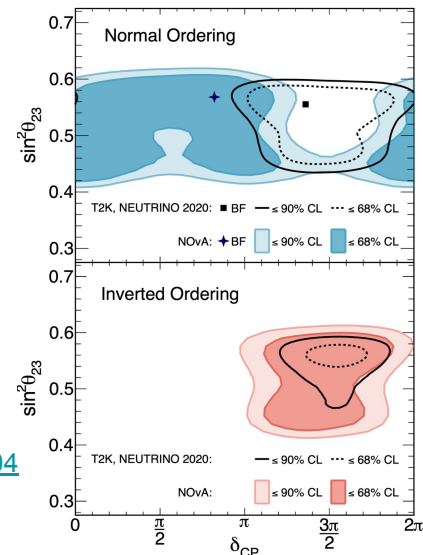 0.7
Normal Ordering
0.6
sin²θ₂₃
0.5
0.4
T2K, NEUTRINO 2020: BF ≤ 90% CL ≤ 68% CL
NOvA: BF ≤ 90% CL ≤ 68% CL
0.3
0.7
Inverted Ordering
0.6
sin²θ₂₃
0.5
04
0.4
T2K, NEUTRINO 2020: ≤ 90% CL ≤ 68% CL
NOvA: ≤ 90% CL ≤ 68% CL
0.3
0 π/2 π 3π/2 2π
δCP